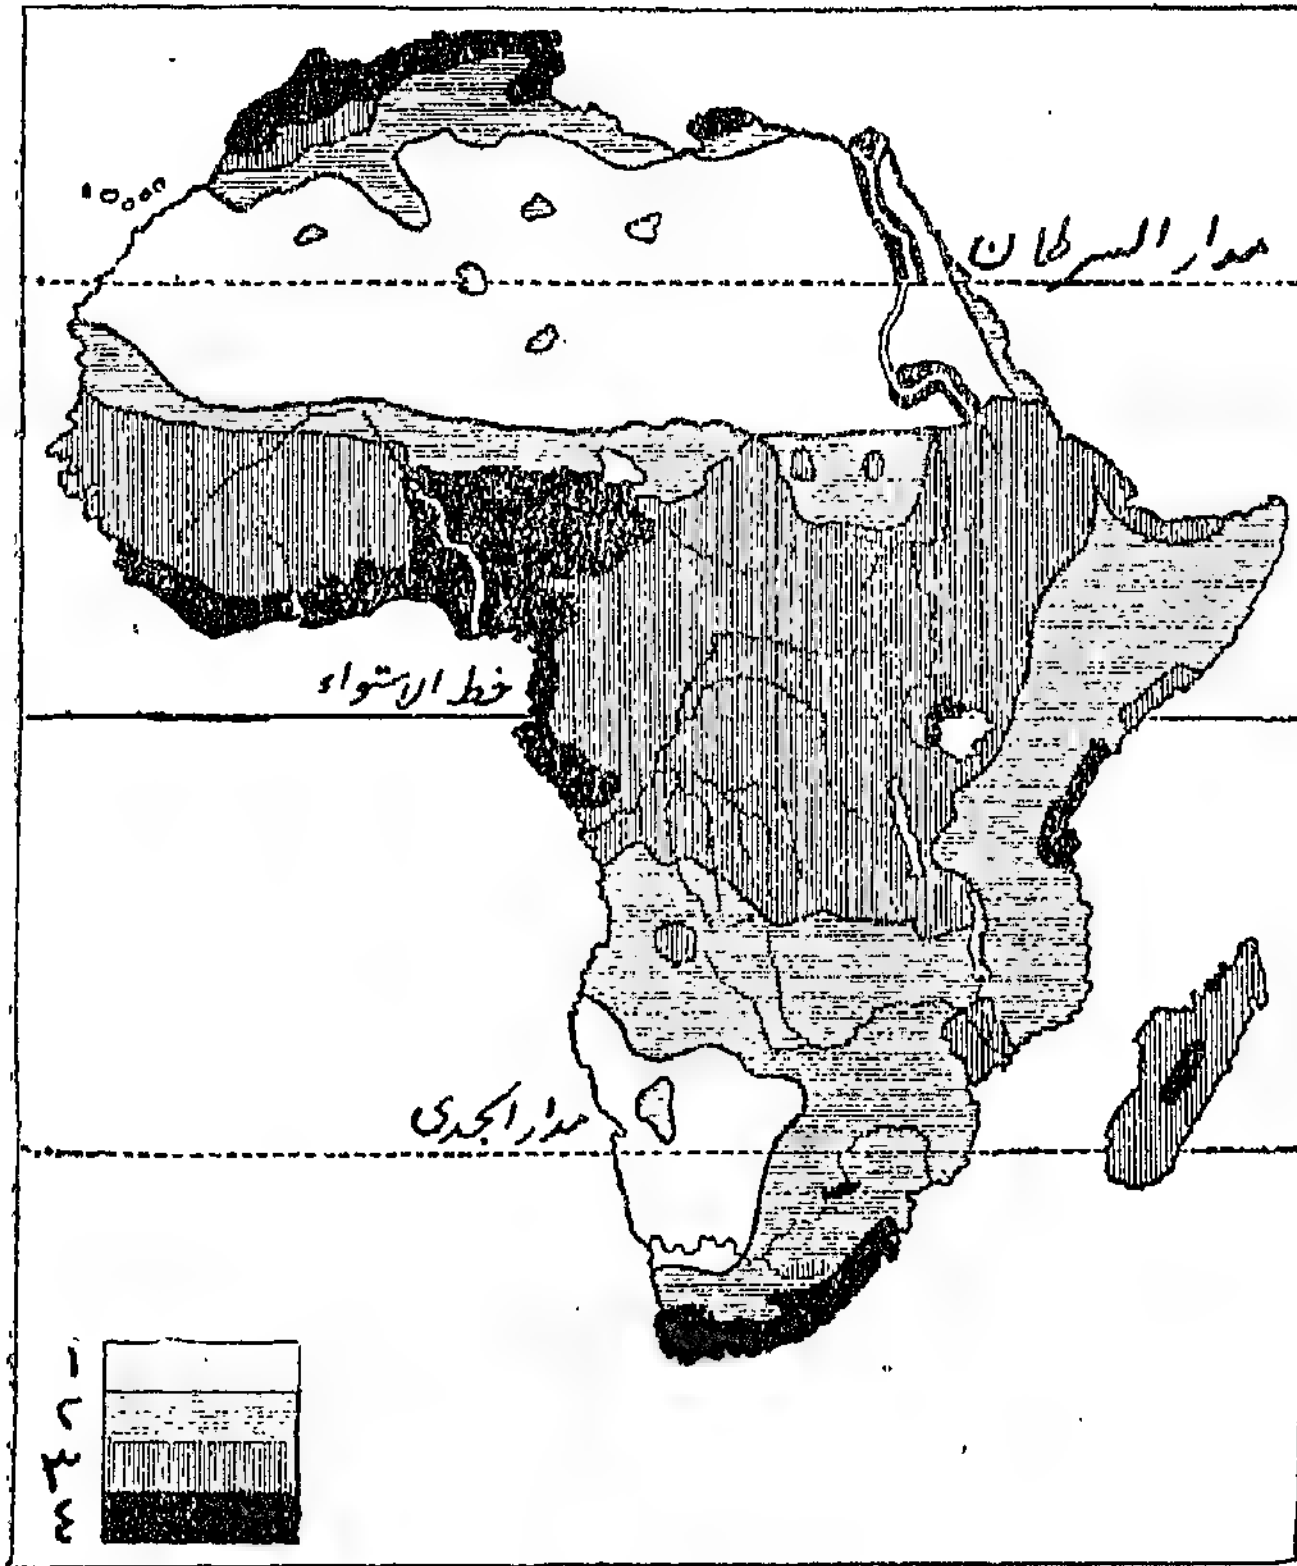 مدار السرطان
خط الاستواء
مدار الجدى
١
٢
٣
٤